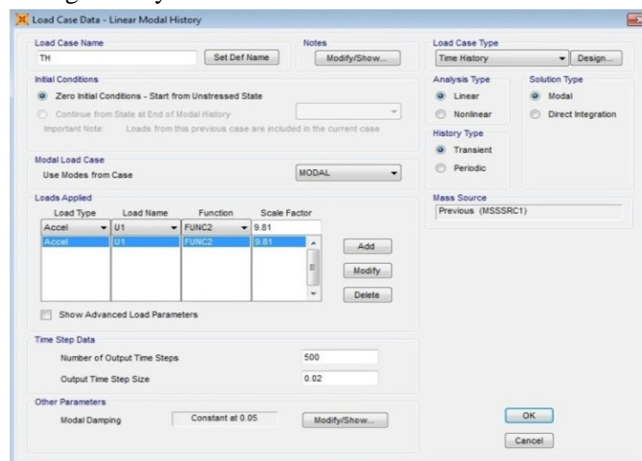 Load Case Data - Linear Modal History
Load Case Name
TH
Set Def Name
Notes
Modify/Show...
Load Case Type
Time History
Design...
Initial Conditions
Zero Initial Conditions - Start from Unstressed State
Continue from State at End of Modal History
Important Note: Loads from this previous case are included in the current case
Analysis Type
Linear
Nonlinear
Solution Type
Modal
Direct Integration
History Type
Transient
Periodic
Modal Load Case
Use Modes from Case
MODAL
Loads Applied
Load Type Load Name Function Scale Factor
Accel U1 FUNC2 9.81
Accel U1 FUNC2 9.81
Add
Modify
Delete
Show Advanced Load Parameters
Mass Source
Previous (MSSSRC1)
Time Step Data
Number of Output Time Steps 500
Output Time Step Size 0.02
Other Parameters
Modal Damping Constant at 0.05 Modify/Show...
OK
Cancel